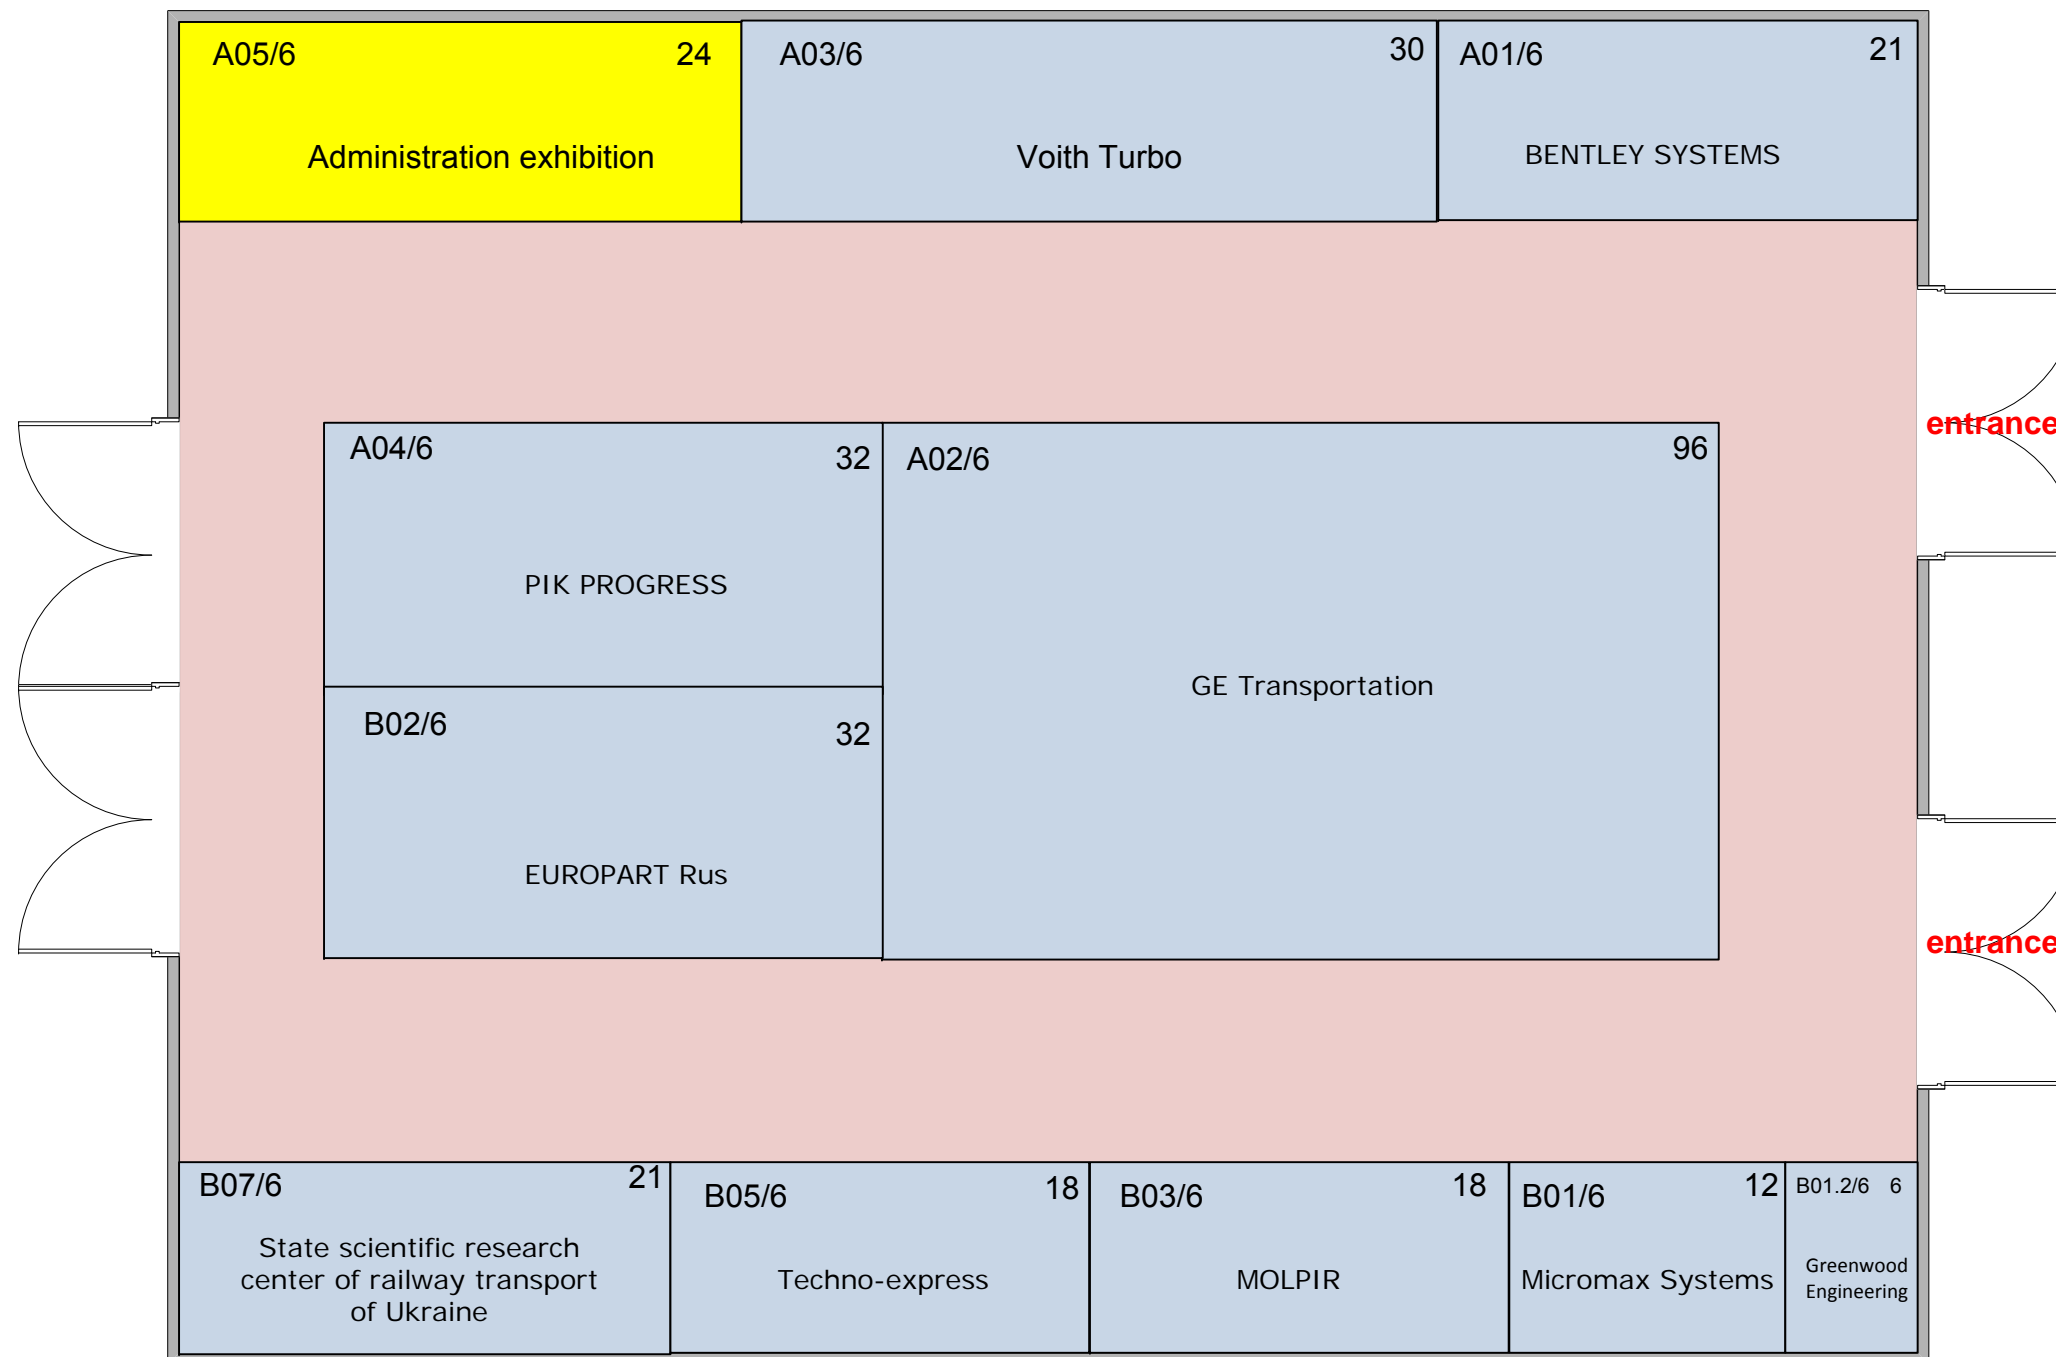 A05/6 24
Administration exhibition
A03/6 30
Voith Turbo
A01/6 21
BENTLEY SYSTEMS
entrance
A04/6 32
PIK PROGRESS
A02/6 96
GE Transportation
B02/6 32
EUROPART Rus
entrance
B07/6 21
State scientific research
center of railway transport
of Ukraine
B05/6 18
Techno-express
B03/6 18
MOLPIR
B01/6 12
Micromax Systems
B01.2/6 6
Greenwood
Engineering